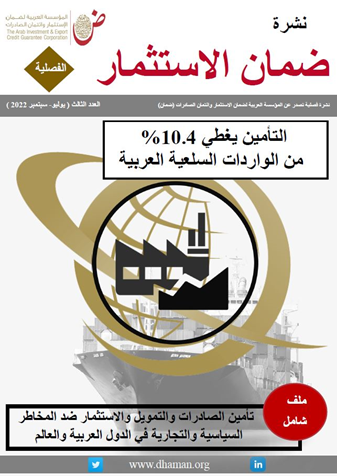 نشرة
ضمان الاستثمار
المؤسسة العربية لضمان
الاستثمار وائتمان الصادرات
The Arab Investment & Export
Credit Guarantee Corporation
الفصلية
نشرة فصلية تصدر عن المؤسسة العربية لضمان الاستثمار وائتمان الصادرات (ضمان)
العدد الثالث ( يوليو- سبتمبر 2022 )
التأمين يغطي 10.4%
من الواردات السلعية العربية
ملف
شامل
تأمين الصادرات والتمويل والاستثمار ضد المخاطر
السياسية والتجارية في الدول العربية والعالم
www.dhaman.org